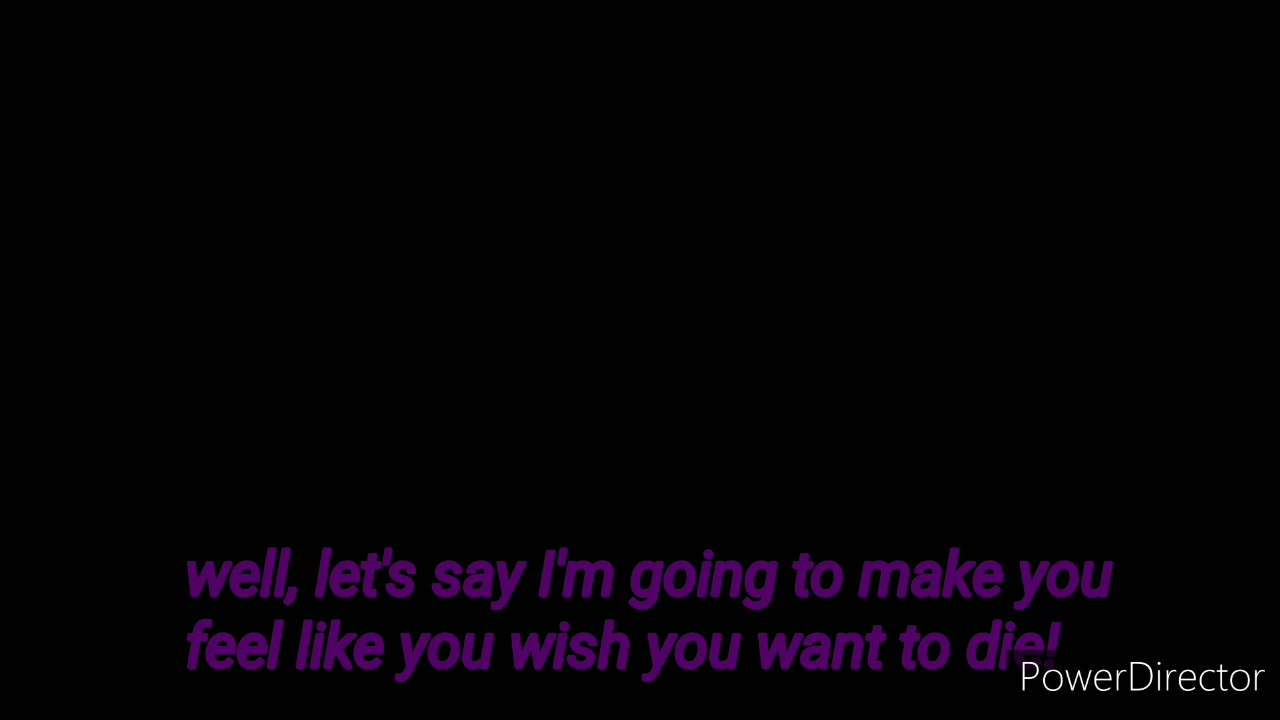 well, let's say I'm going to make you
feel like you wish you want to die!
PowerDirector